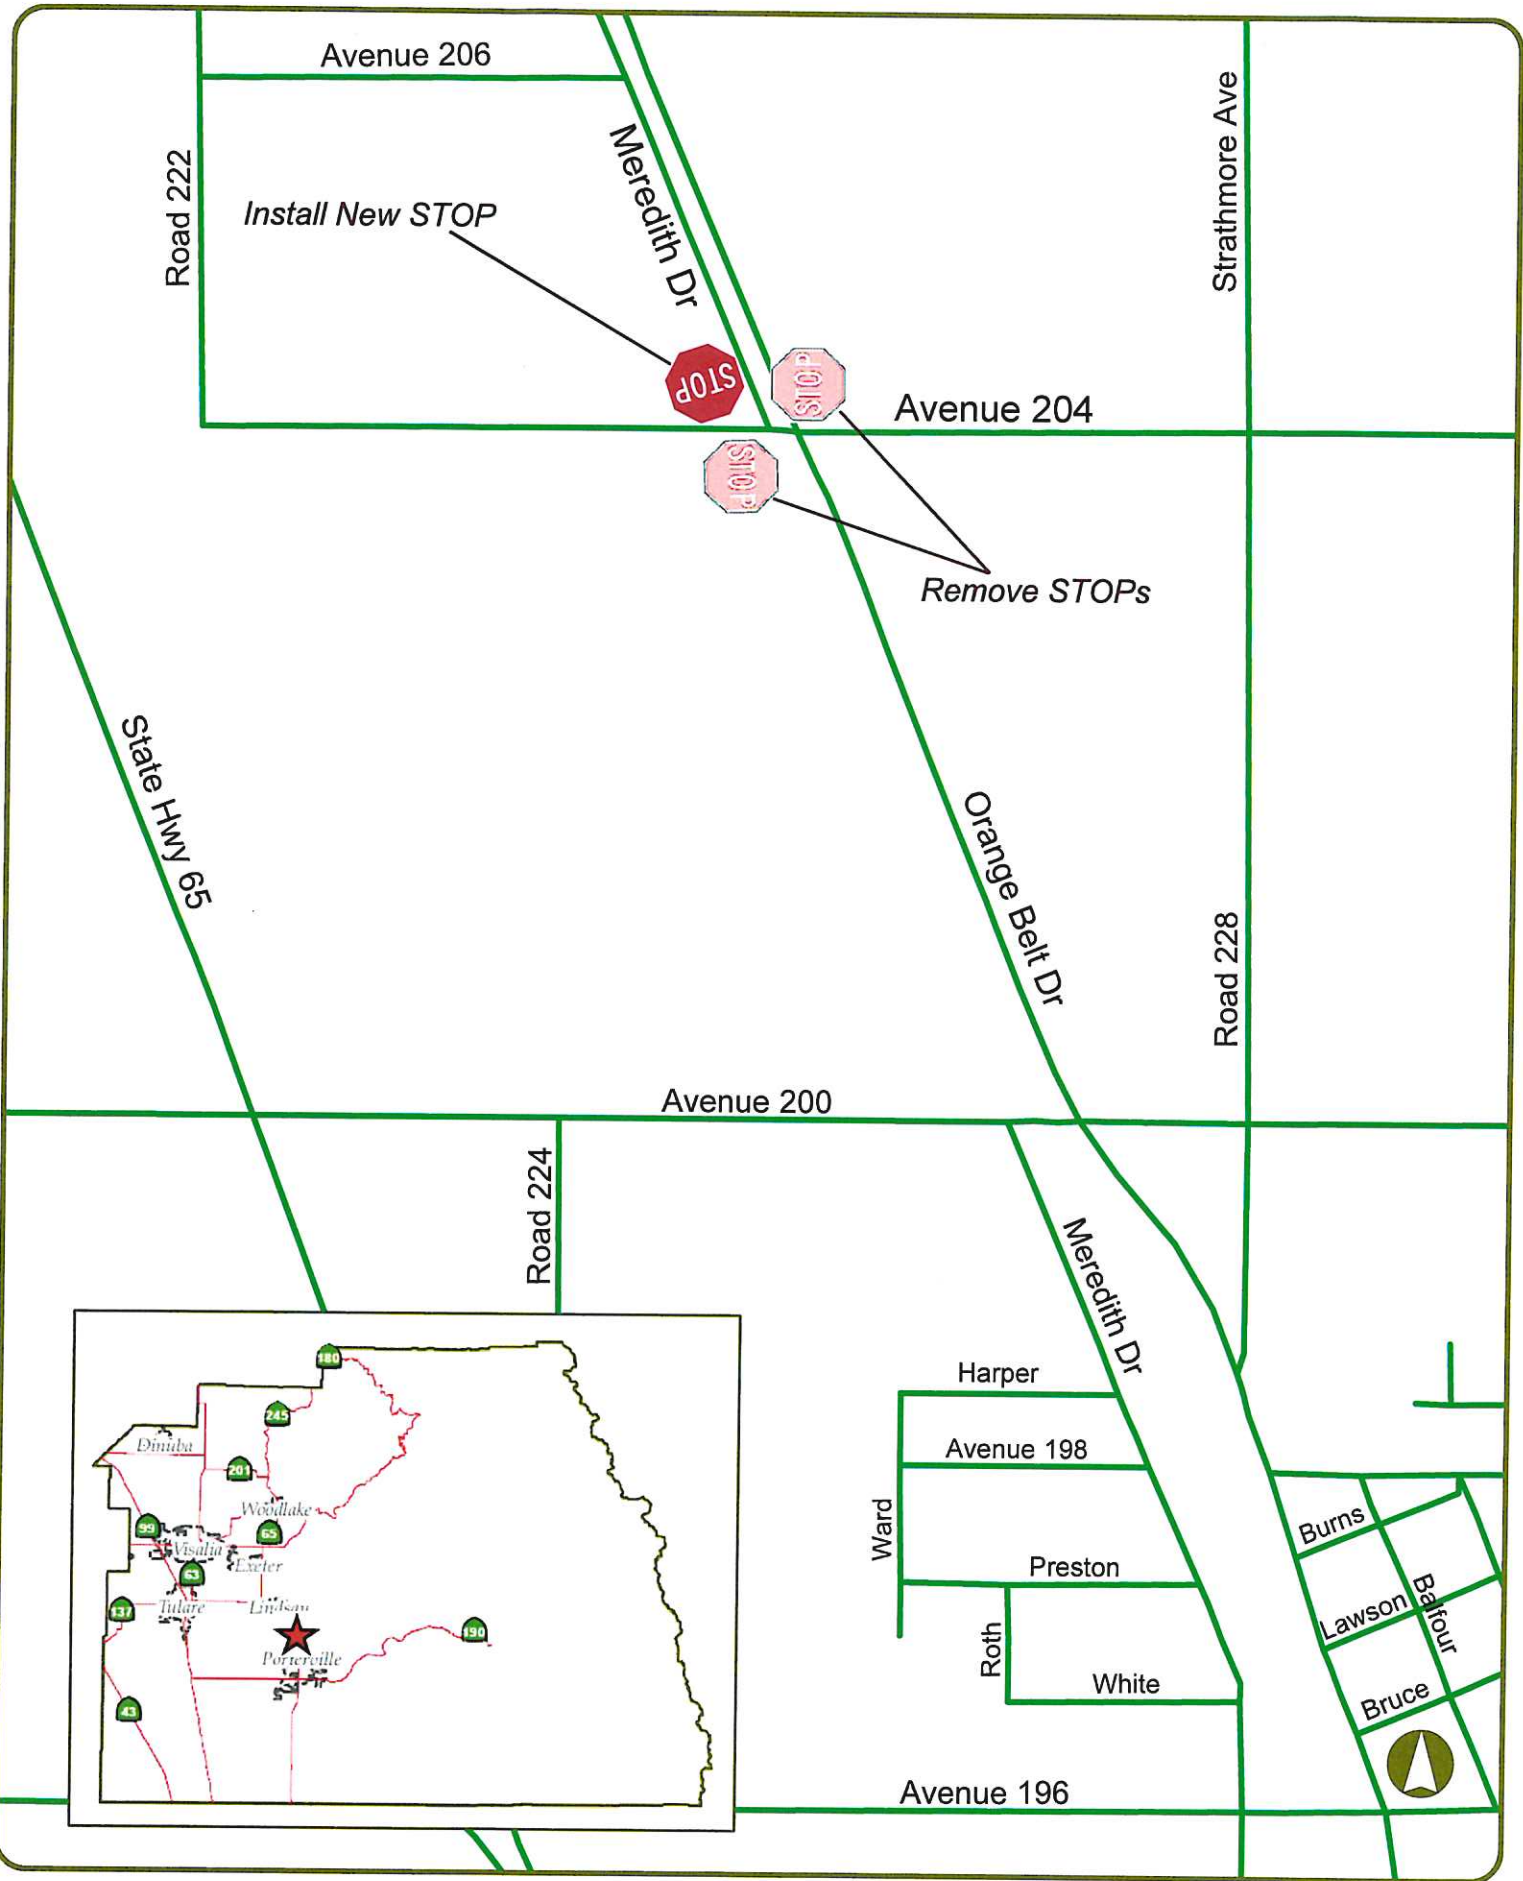 Avenue 206
Strathmore Ave
Meredith Dr
Road 222
Install New STOP
STOP
STOP
Avenue 204
STOP
Remove STOPs
State Hwy 65
Orange Belt Dr
Road 228
Avenue 200
Road 224
Meredith Dr
Harper
Avenue 198
Ward
Burns
Preston
Balfour
Lawson
Roth
White
Bruce
Avenue 196
180
245
Dinuba
201
Woodlake
99
65
Visalia
Exeter
63
137
Tulare
Lindsay
190
Porterville
43